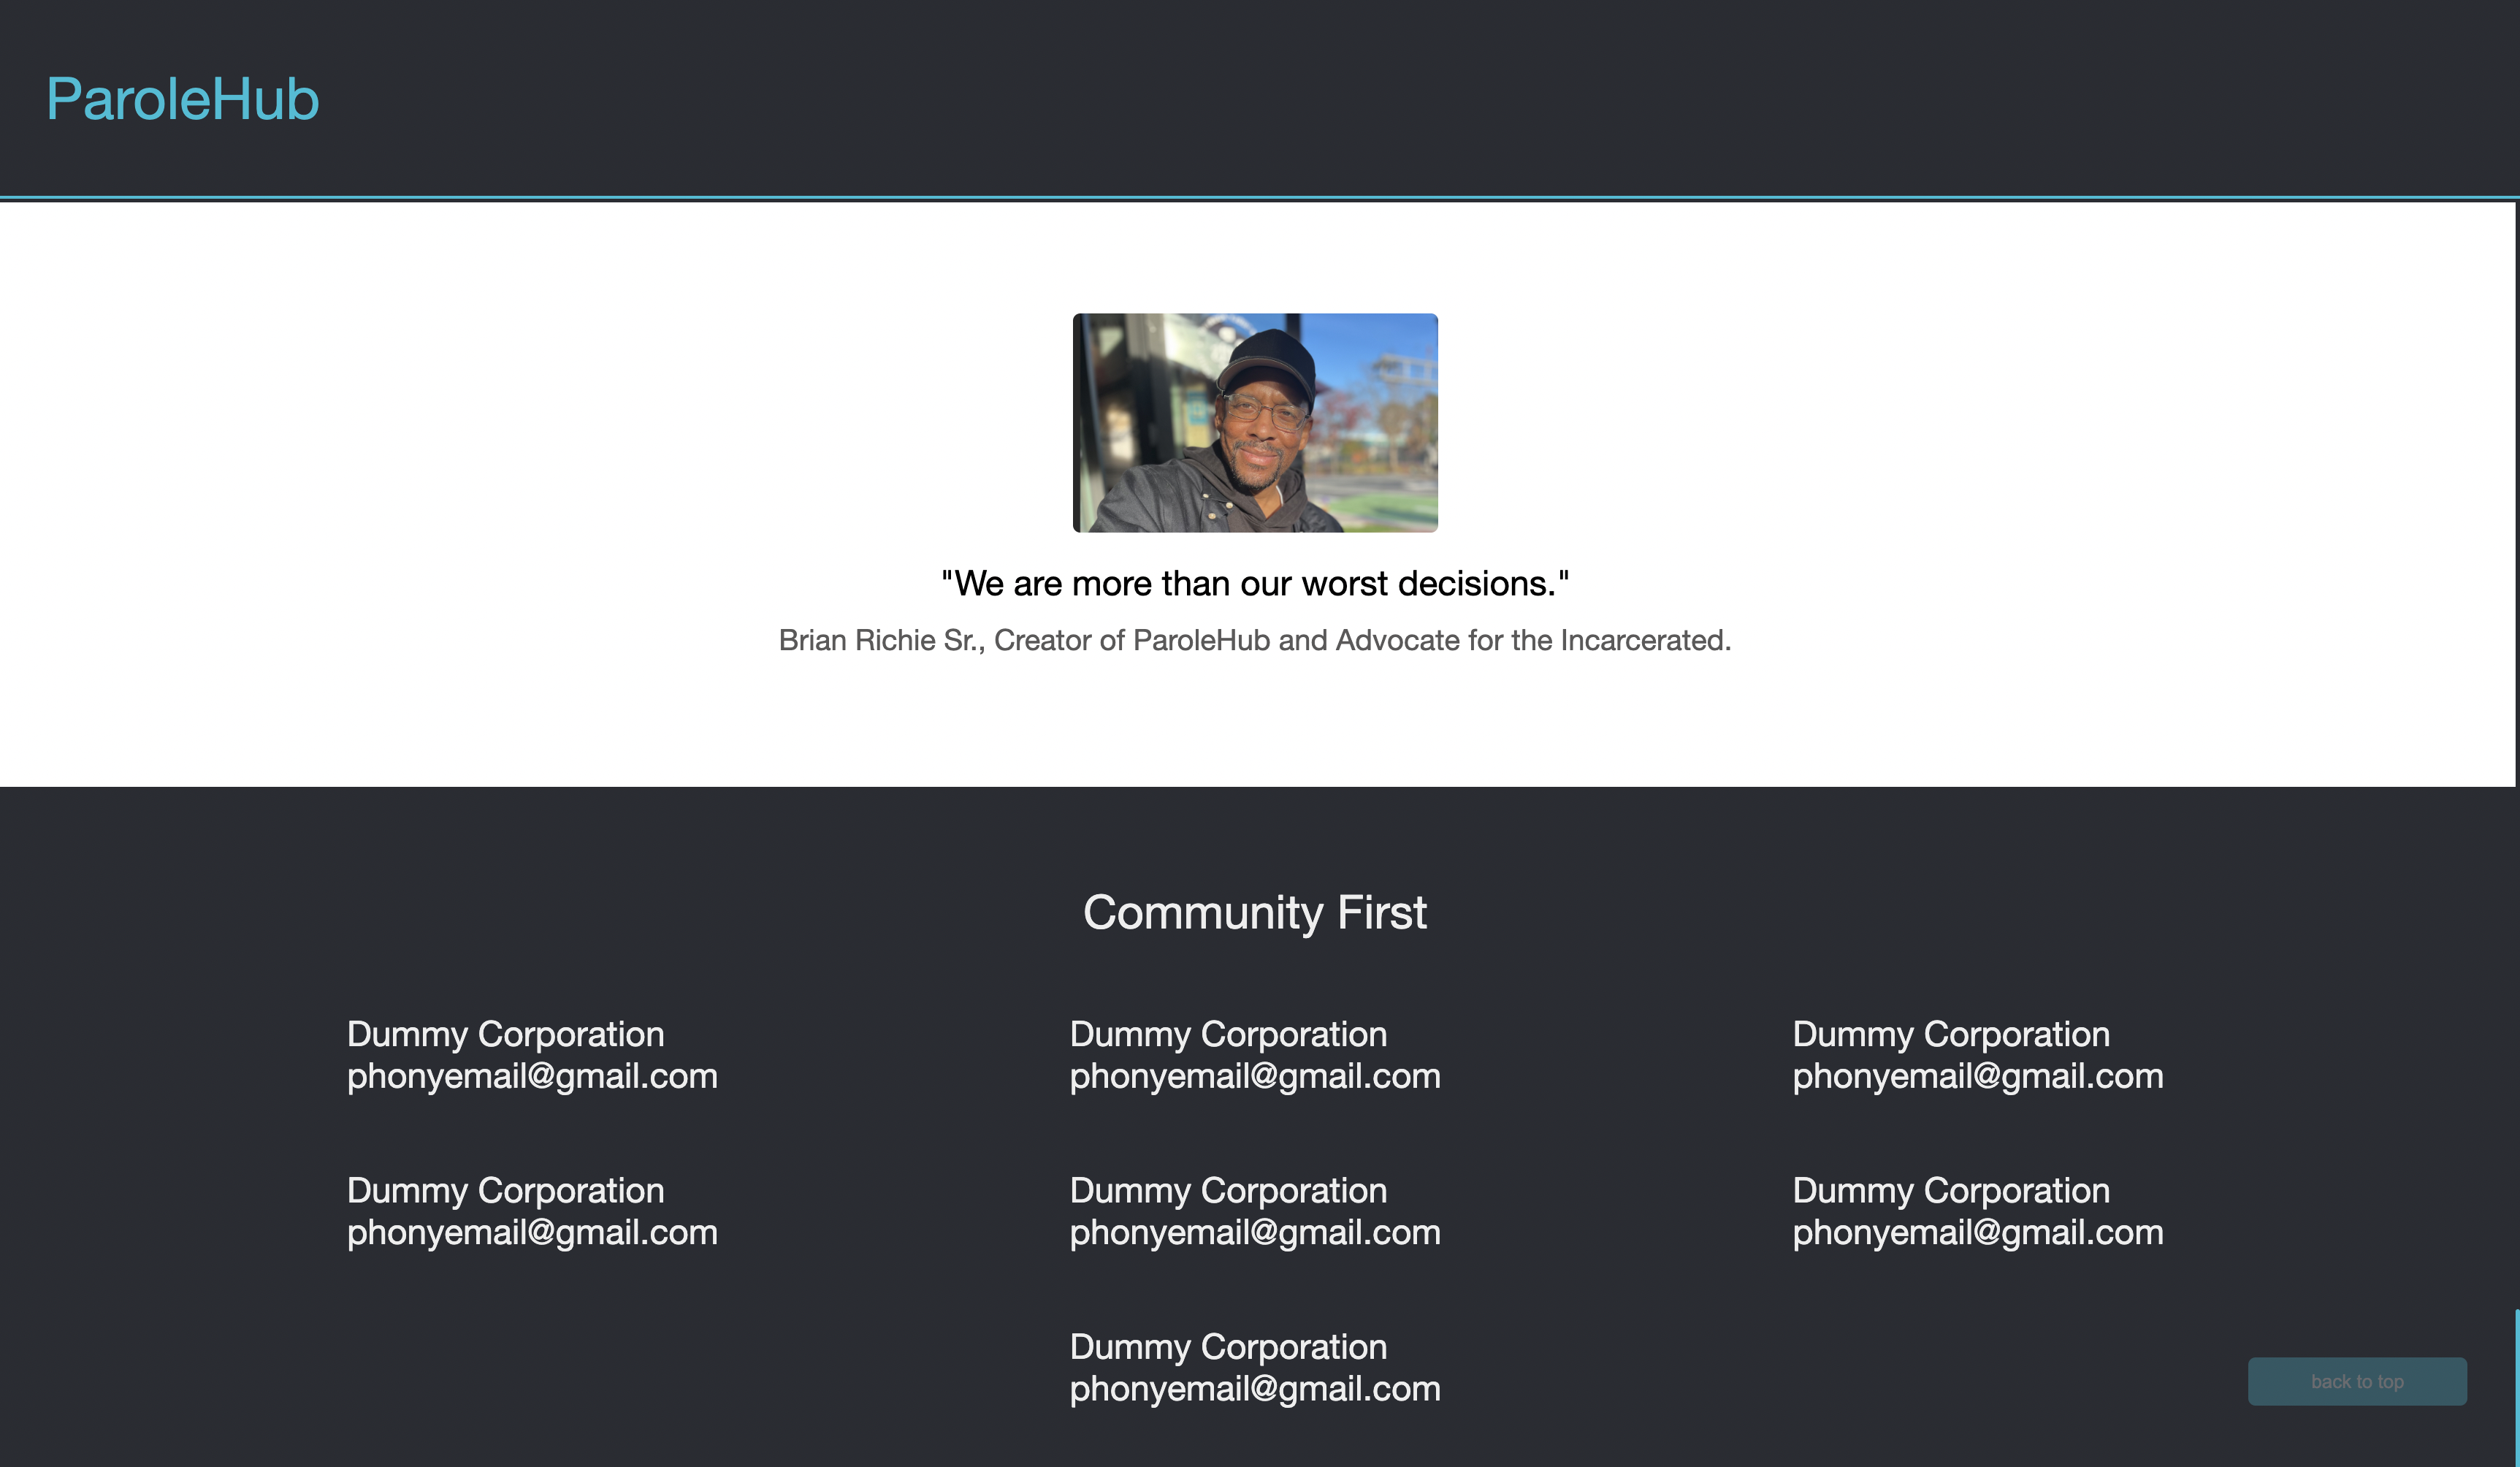 ParoleHub
"We are more than our worst decisions."
Brian Richie Sr., Creator of ParoleHub and Advocate for the Incarcerated.
Community First
Dummy Corporation
phonyemail@gmail.com
Dummy Corporation
phonyemail@gmail.com
Dummy Corporation
phonyemail@gmail.com
Dummy Corporation
phonyemail@gmail.com
Dummy Corporation
phonyemail@gmail.com
Dummy Corporation
phonyemail@gmail.com
Dummy Corporation
phonyemail@gmail.com
back to top